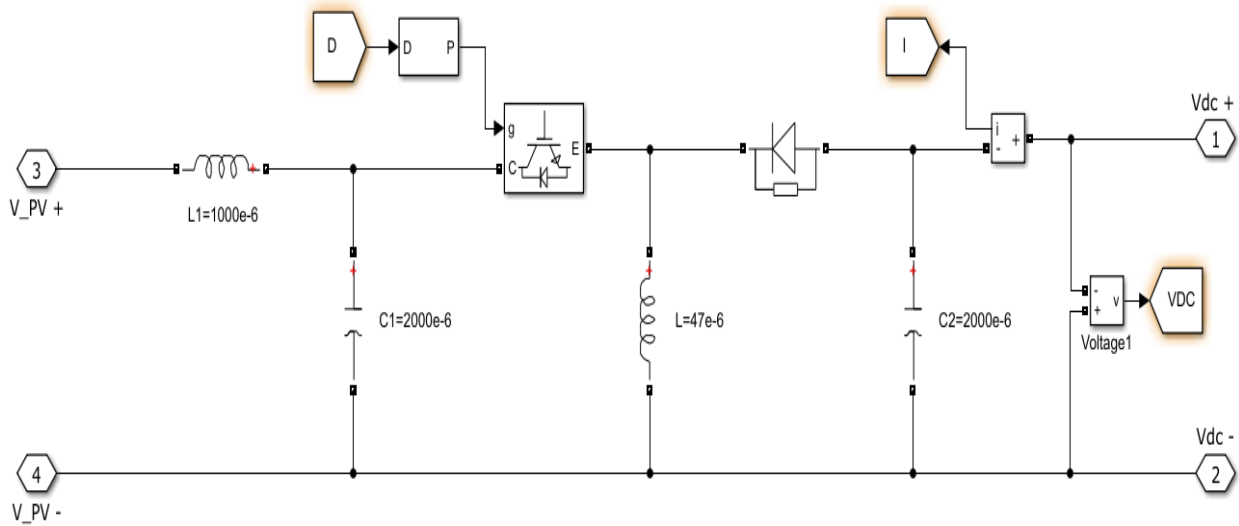 D
D P
I
g
C
E
i
-
+
Vdc +
1
3
V_PV +
L1=1000e-6
C1=2000e-6
L=47e-6
C2=2000e-6
-
+
v
VDC
Voltage1
Vdc -
2
4
V_PV -